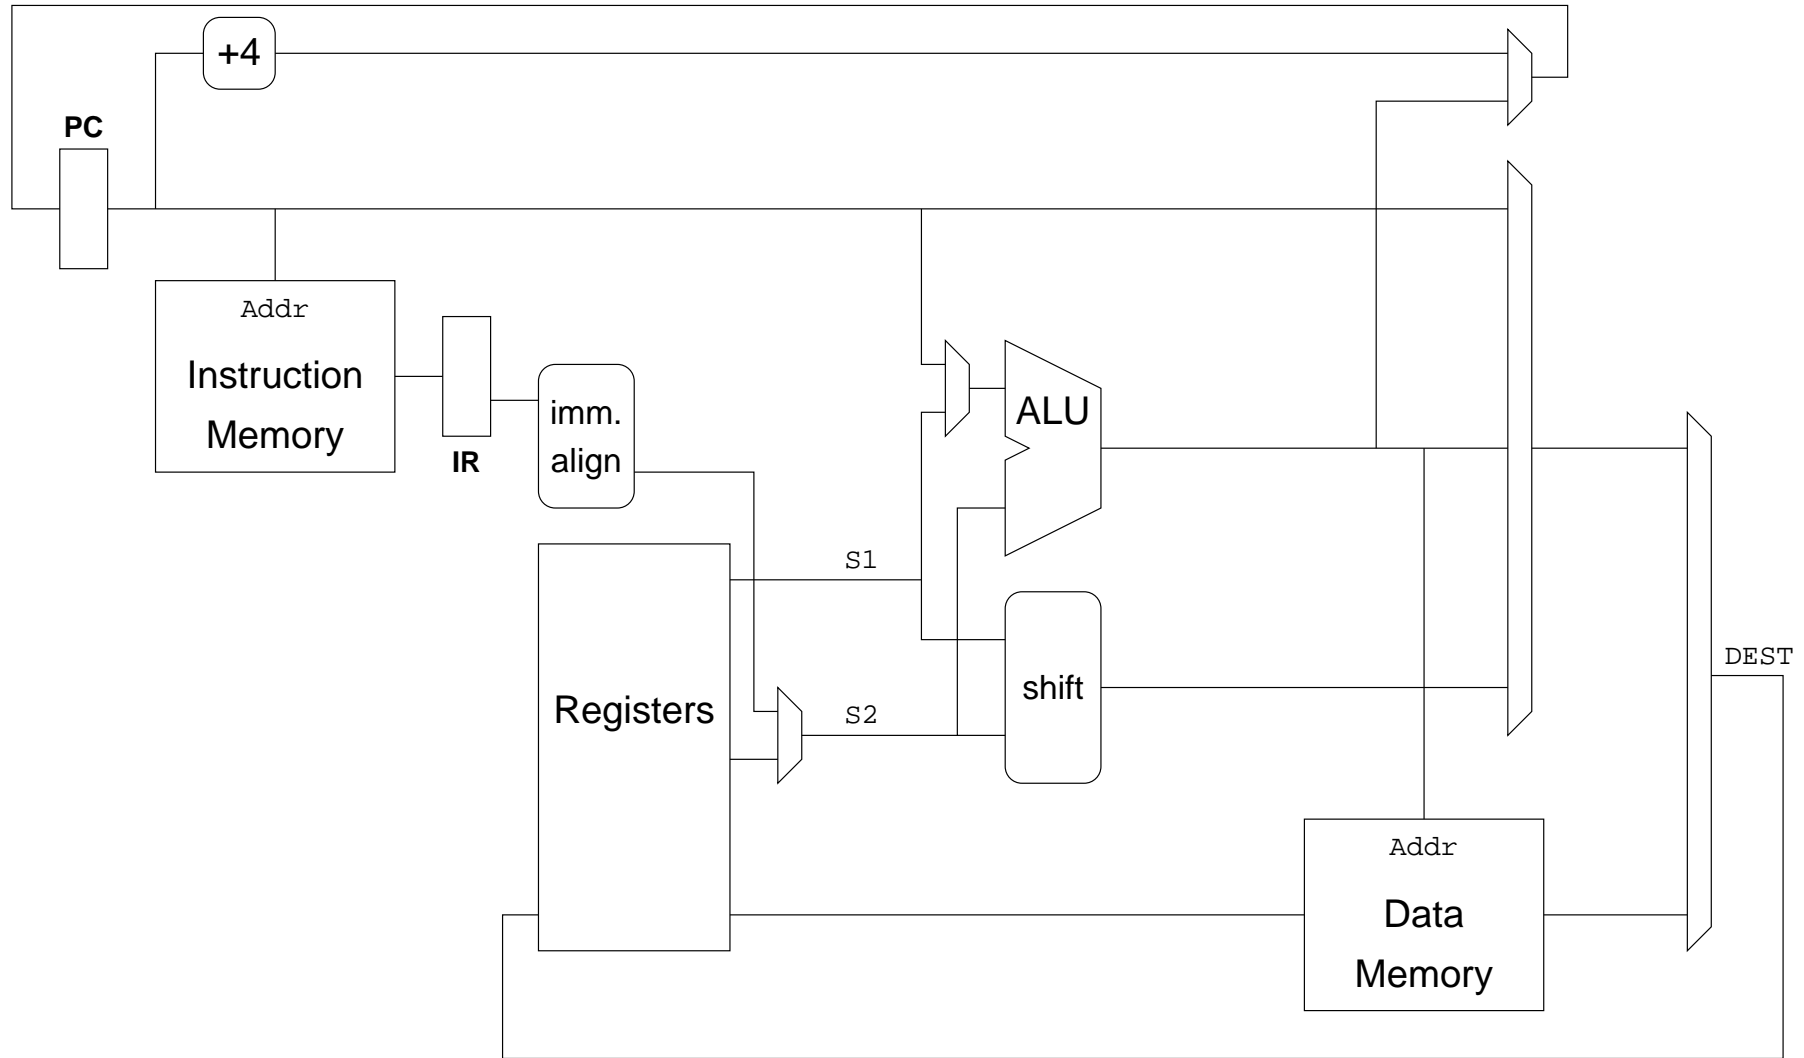 +4
PC
Addr
Instruction
Memory
IR
imm.
align
ALU
S1
Registers
S2
shift
DEST
Addr
Data
Memory